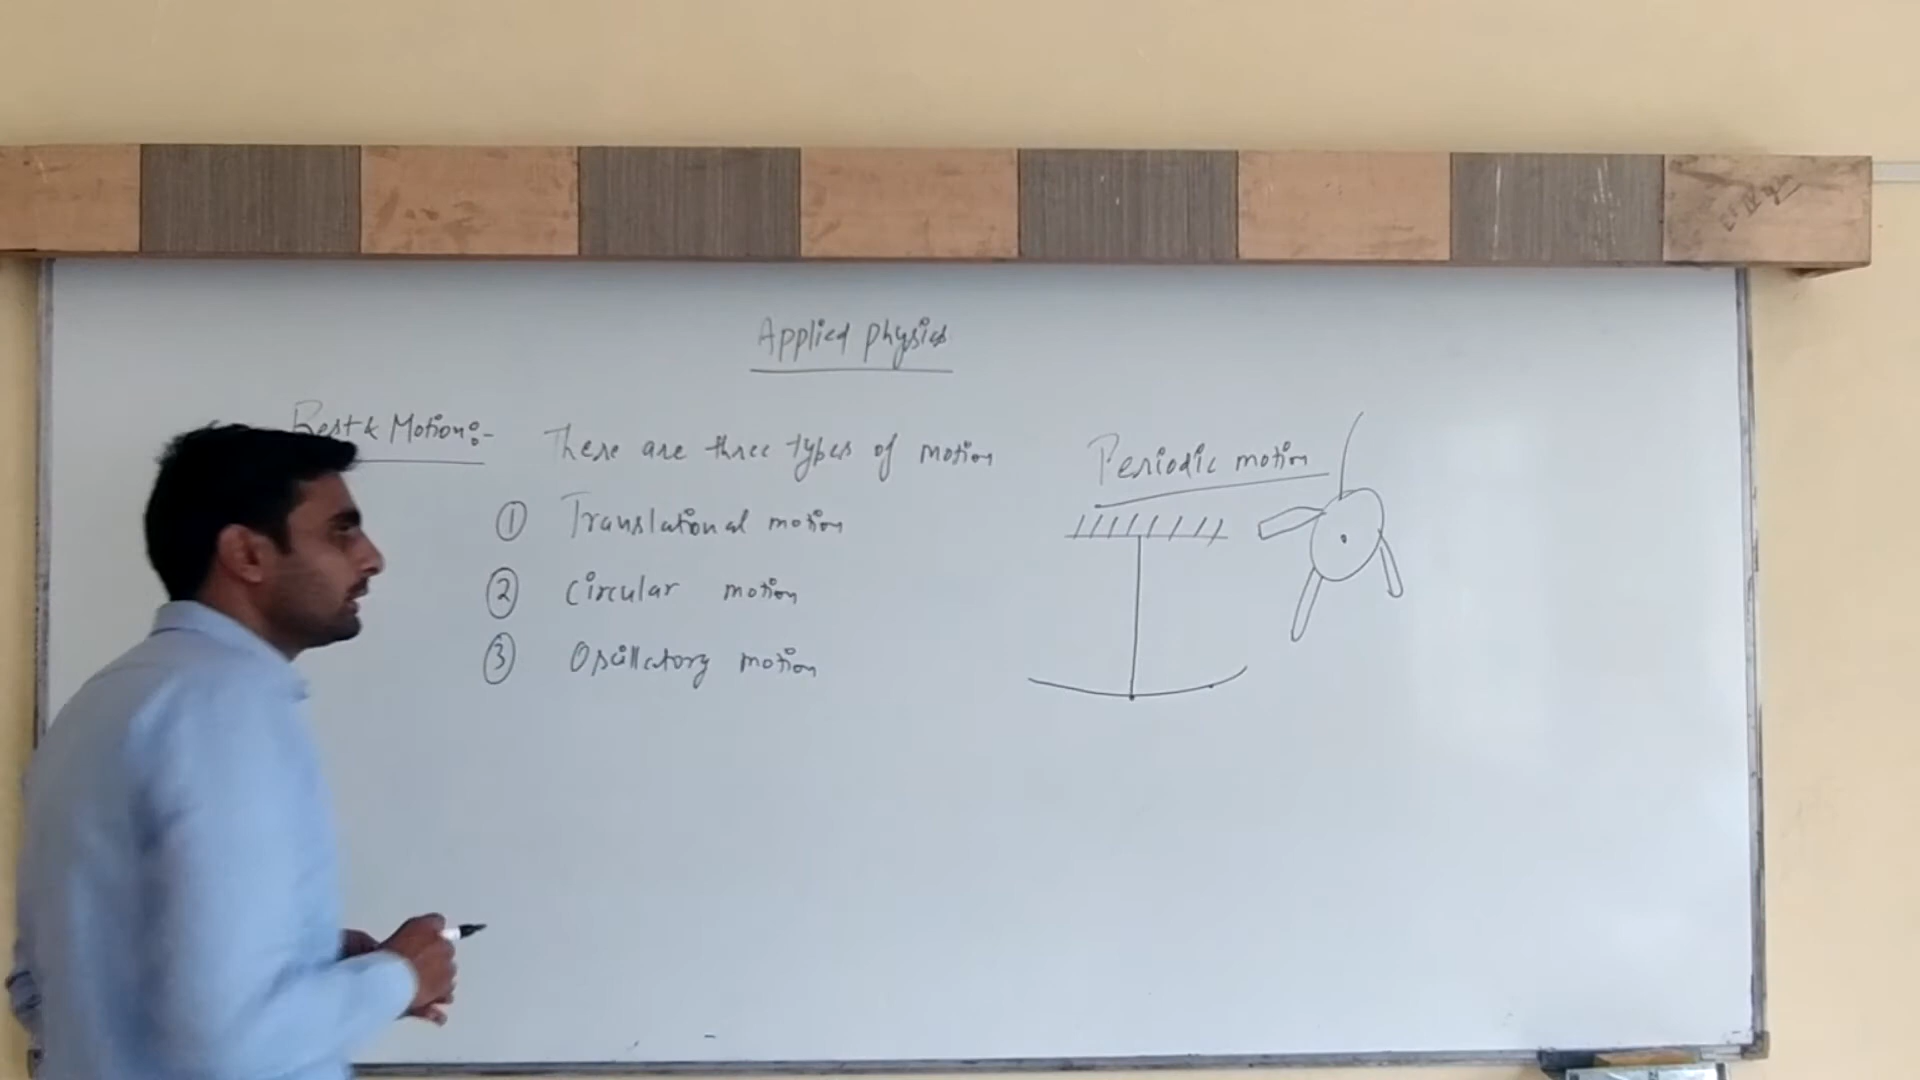 Applied physics
Rest & Motion:-
There are three types of motion
① Translational motion
② Circular motion
③ Oscillatory motion
Periodic motion